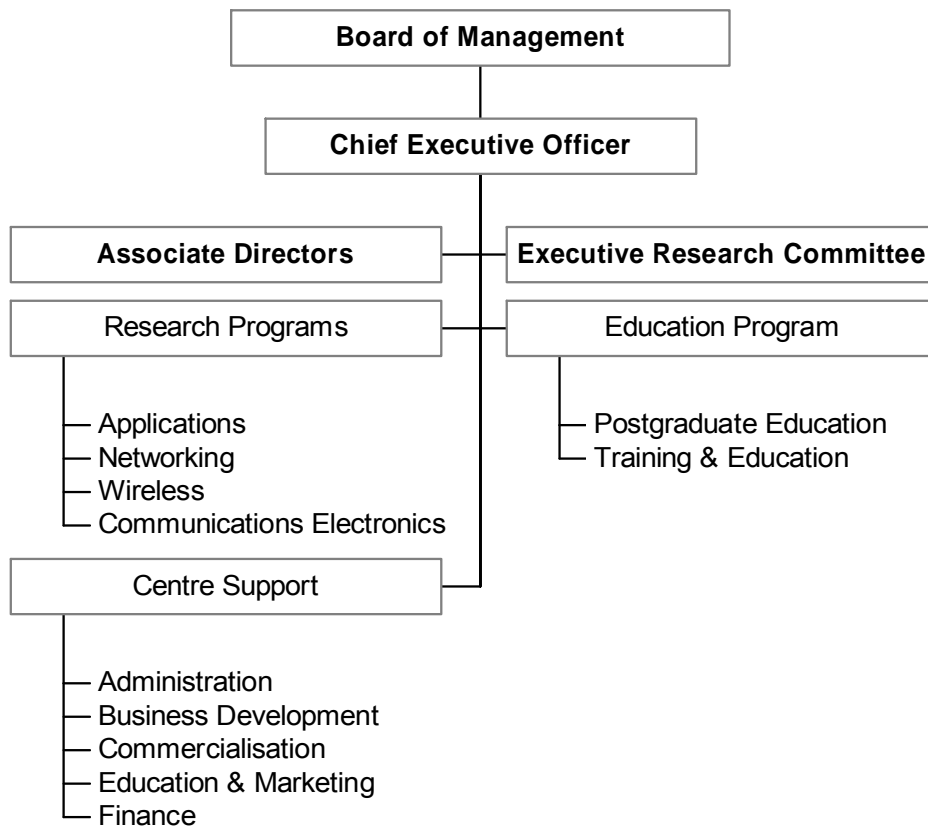 Board of Management
Chief Executive Officer
Associate Directors
Executive Research Committee
Research Programs
Education Program
Applications
Networking
Wireless
Communications Electronics
Postgraduate Education
Training & Education
Centre Support
Administration
Business Development
Commercialisation
Education & Marketing
Finance